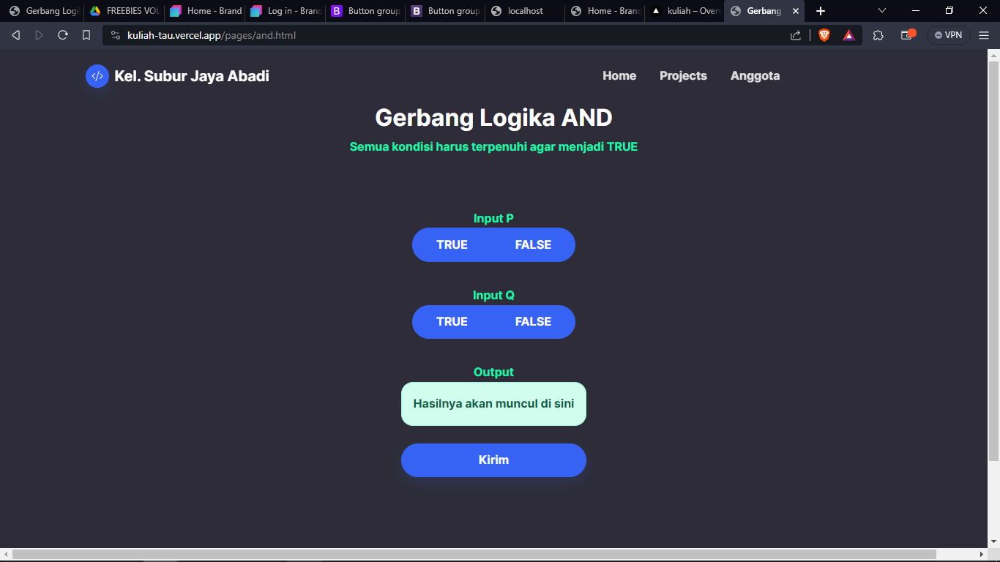 Gerbang Logi
FREEBIES VOL
Home - Brand
Log in - Brand
Button group
Button group
localhost
Home - Brand
kuliah – Over
Gerbang
kuliah-tau.vercel.app/pages/and.html
VPN
Kel. Subur Jaya Abadi
Home
Projects
Anggota
Gerbang Logika AND
Semua kondisi harus terpenuhi agar menjadi TRUE
Input P
TRUE FALSE
Input Q
TRUE FALSE
Output
Hasilnya akan muncul di sini
Kirim